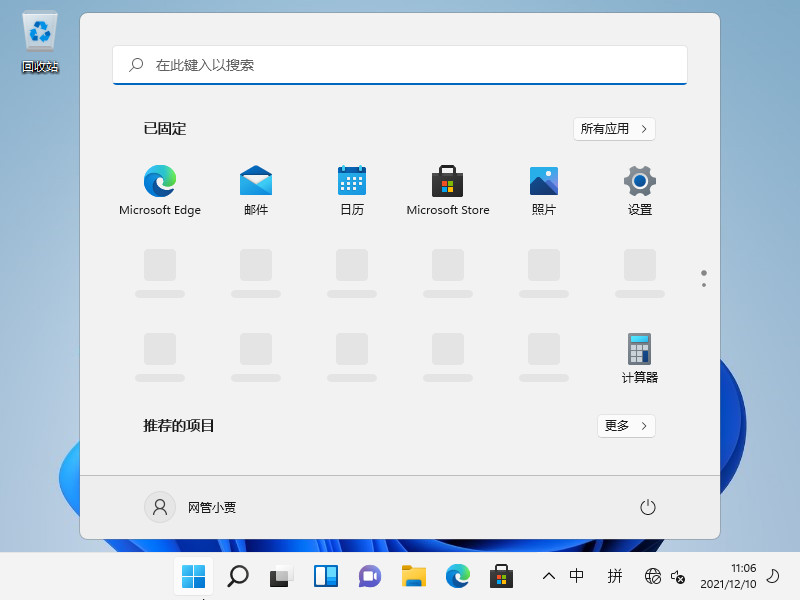 回收站
在此键入以搜索
已固定
所有应用
Microsoft Edge
邮件
日历
Microsoft Store
照片
设置
计算器
推荐的项目
更多
网管小贾
中
拼
11:06
2021/12/10